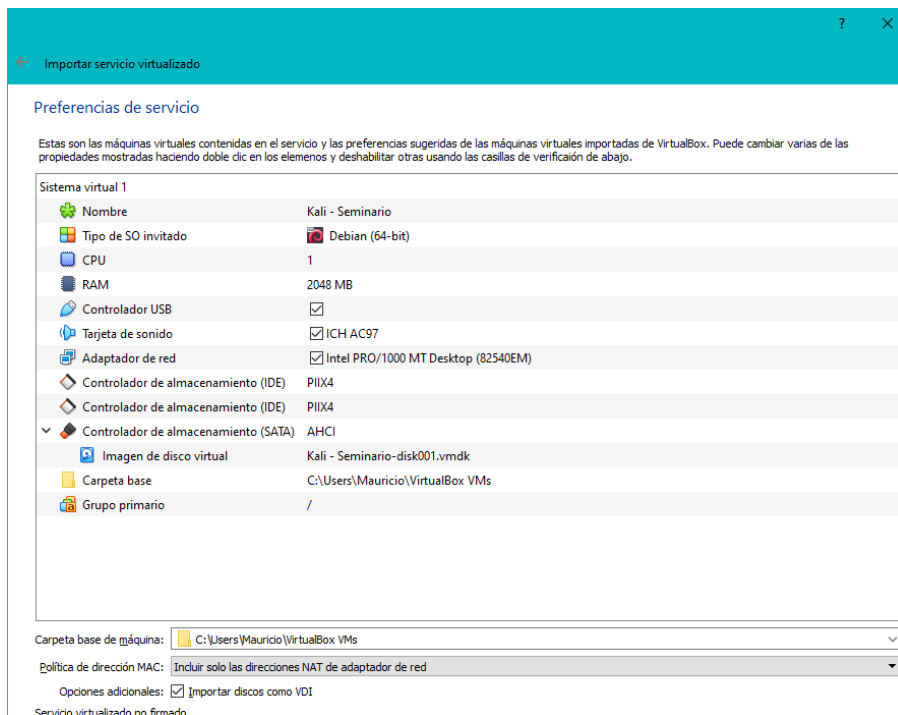 ?
Importar servicio virtualizado
Preferencias de servicio
Estas son las máquinas virtuales contenidas en el servicio y las preferencias sugeridas de las máquinas virtuales importadas de VirtualBox. Puede cambiar varias de las
propiedades mostradas haciendo doble clic en los elemenos y deshabilitar otras usando las casillas de verificaión de abajo.
Sistema virtual 1
Nombre Kali - Seminario
Tipo de SO invitado Debian (64-bit)
CPU 1
RAM 2048 MB
Controlador USB
Tarjeta de sonido ICH AC97
Adaptador de red Intel PRO/1000 MT Desktop (82540EM)
Controlador de almacenamiento (IDE) PIIX4
Controlador de almacenamiento (IDE) PIIX4
Controlador de almacenamiento (SATA) AHCI
Imagen de disco virtual Kali - Seminario-disk001.vmdk
Carpeta base C:\Users\Mauricio\VirtualBox VMs
Grupo primario /
Carpeta base de máquina: C:\Users\Mauricio\VirtualBox VMs
Política de dirección MAC: Incluir solo las direcciones NAT de adaptador de red
Opciones adicionales: Importar discos como VDI
Servicio virtualizado no firmado